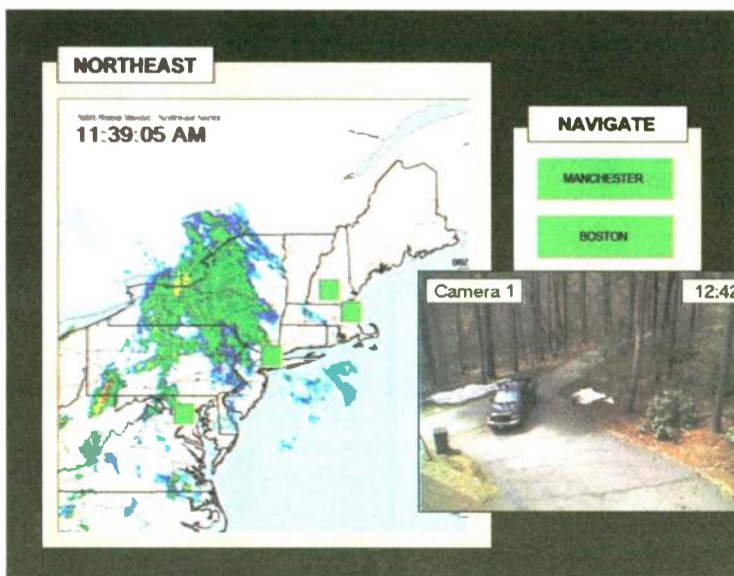 NORTHEAST
11:39:05 AM
NAVIGATE
MANCHESTER
BOSTON
Camera 1
12:42